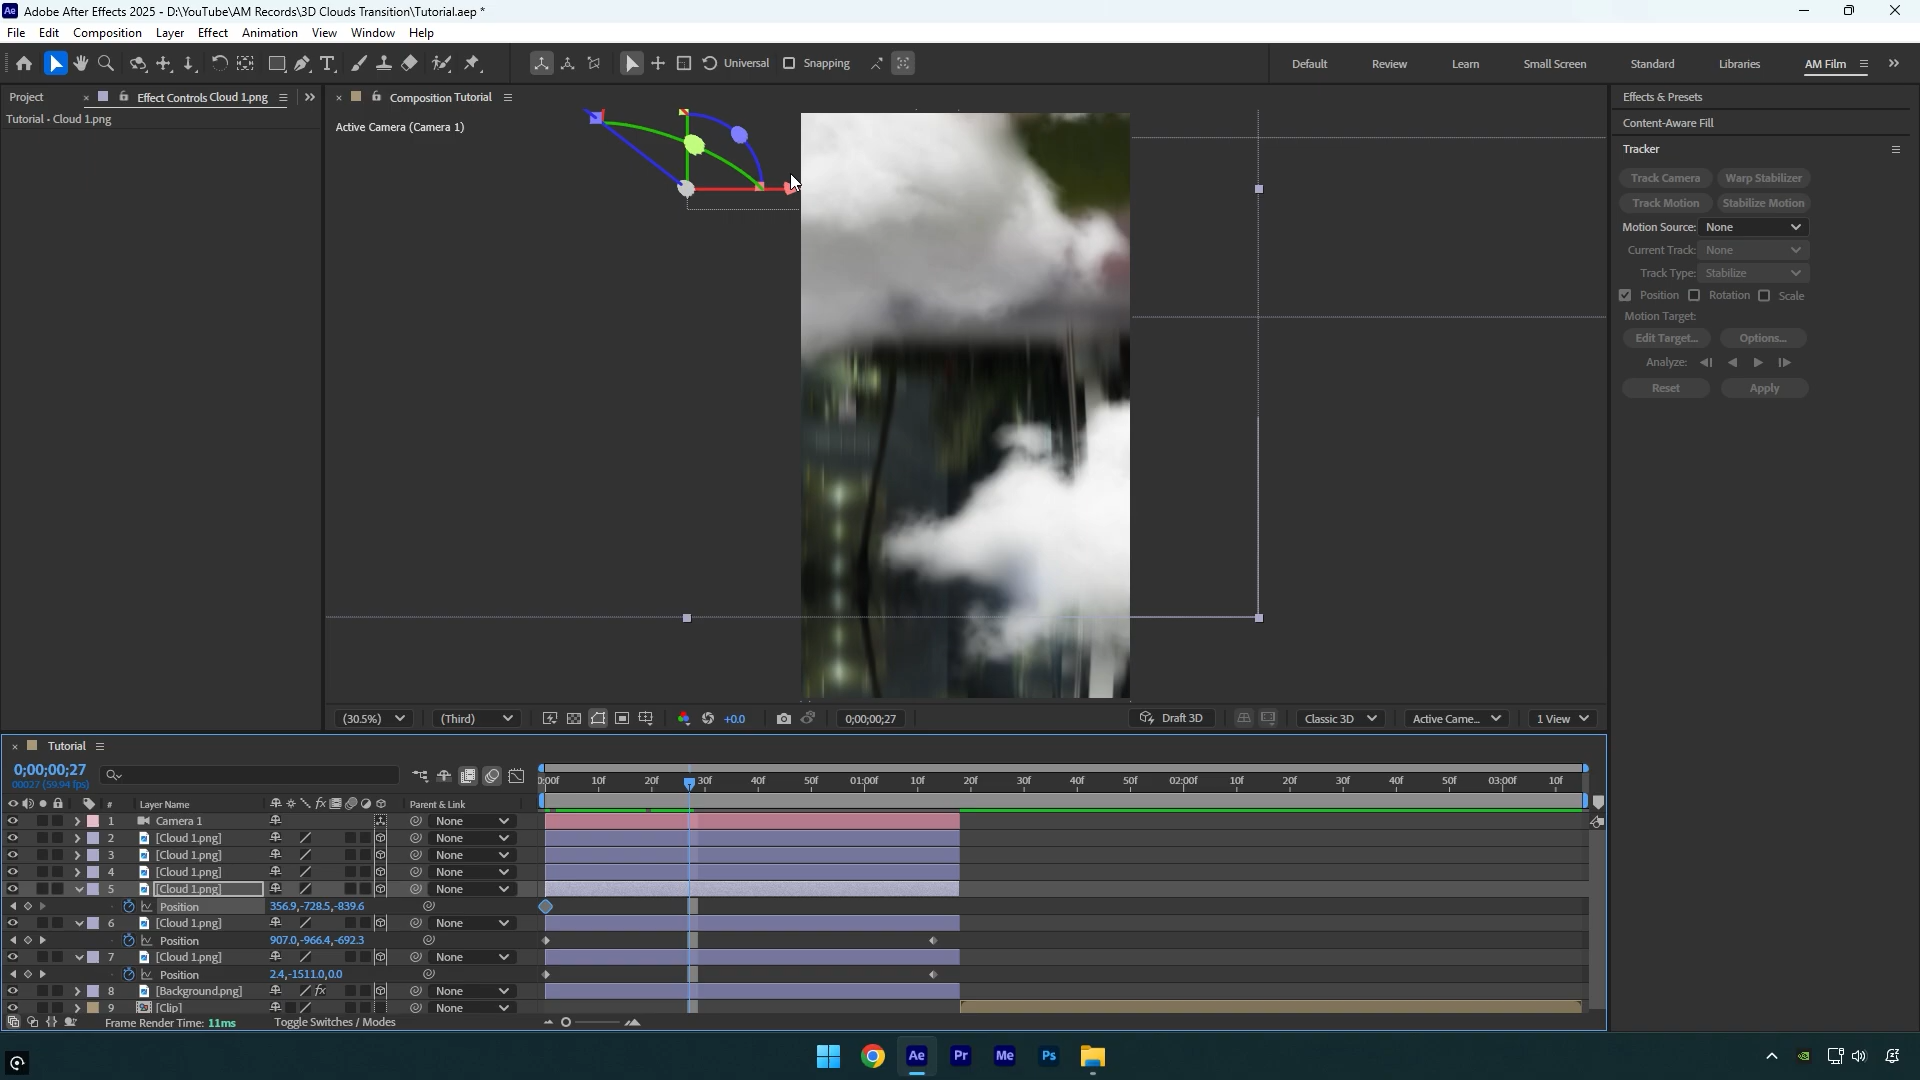 Adobe After Effects 2025 - D:\YouTube\AM Records\3D Clouds Transition\Tutorial.aep *
File Edit Composition Layer Effect Animation View Window Help
Universal Snapping Default Review Learn Small Screen Standard Libraries AM Film
Project Effect Controls Cloud 1.png
Tutorial • Cloud 1.png
Composition Tutorial
Active Camera (Camera 1)
Effects & Presets
Content-Aware Fill
Tracker
Track Camera Warp Stabilizer
Track Motion Stabilize Motion
Motion Source: None
Current Track: None
Track Type: Stabilize
Position Rotation Scale
Motion Target:
Edit Target... Options...
Analyze:
Reset Apply
(30.5%) (Third) +0.0 0;00;00;27 Draft 3D Classic 3D Active Came... 1 View
Tutorial
0;00;00;27
00027 (59.94 fps)
0:00f 10f 20f 30f 40f 50f 01:00f 10f 20f 30f 40f 50f 02:00f 10f 20f 30f 40f 50f 03:00f 10f
# Layer Name Parent & Link
1 Camera 1 None
2 [Cloud 1.png] None
3 [Cloud 1.png] None
4 [Cloud 1.png] None
5 [Cloud 1.png] None
Position 356.9,-728.5,-839.6
6 [Cloud 1.png] None
Position 907.0,-966.4,-692.3
7 [Cloud 1.png] None
Position 2.4,-1511.0,0.0
8 [Background.png] None
9 [Clip] None
Frame Render Time: 11ms Toggle Switches / Modes
Ae Pr Me Ps